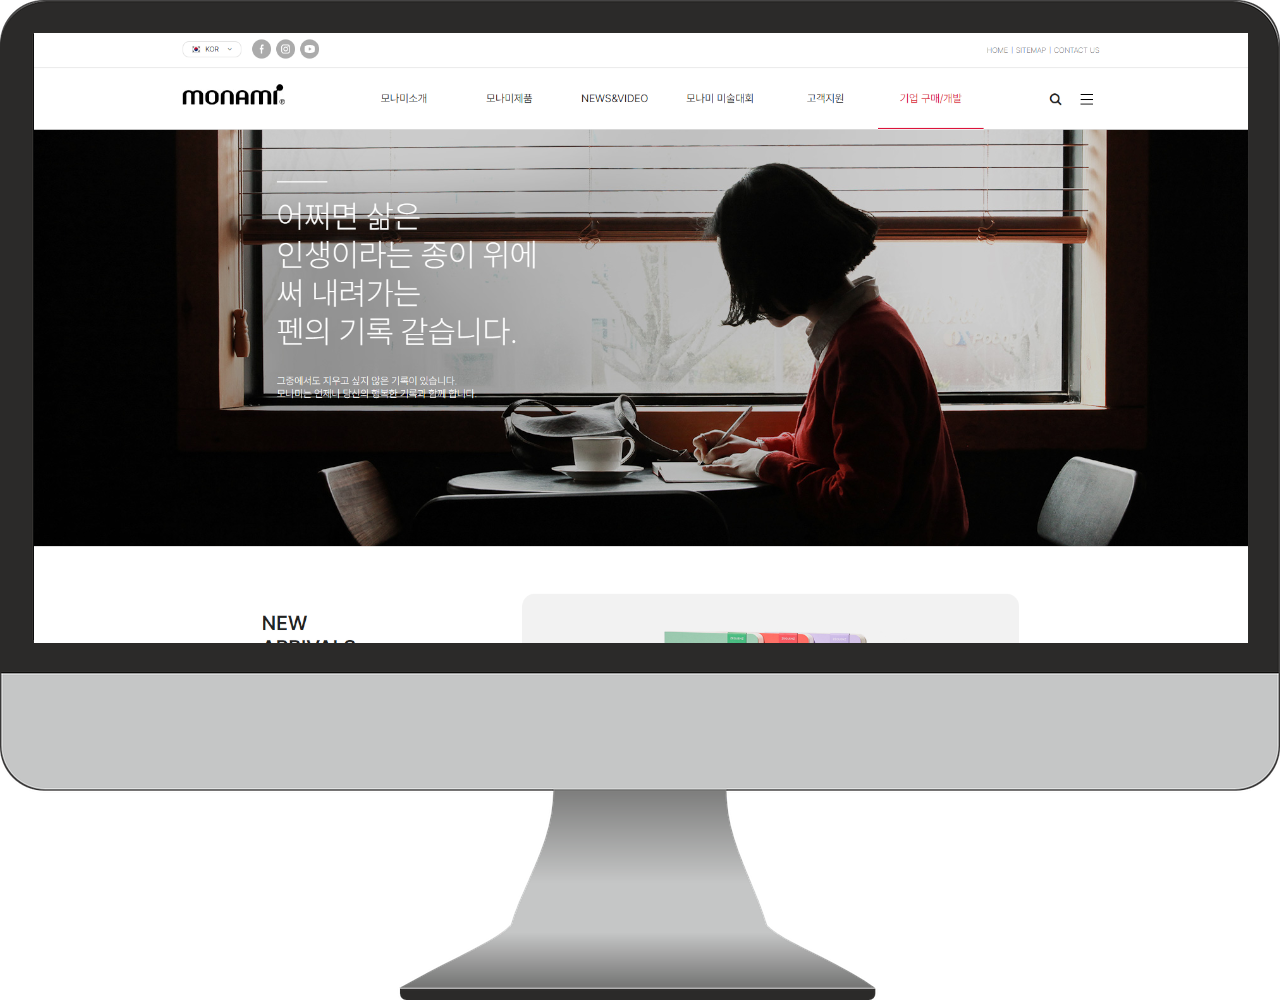 KOR
HOME | SITEMAP | CONTACT US
monami®
모나미소개 모나미제품 NEWS&VIDEO 모나미 미술대회 고객지원 기업 구매/개발
어쩌면 삶은
인생이라는 종이 위에
써 내려가는
펜의 기록 같습니다.
그중에서도 지우고 싶지 않은 기록이 있습니다.
모나미는 언제나 당신의 행복한 기록과 함께 합니다.
NEW
ARRIVALS